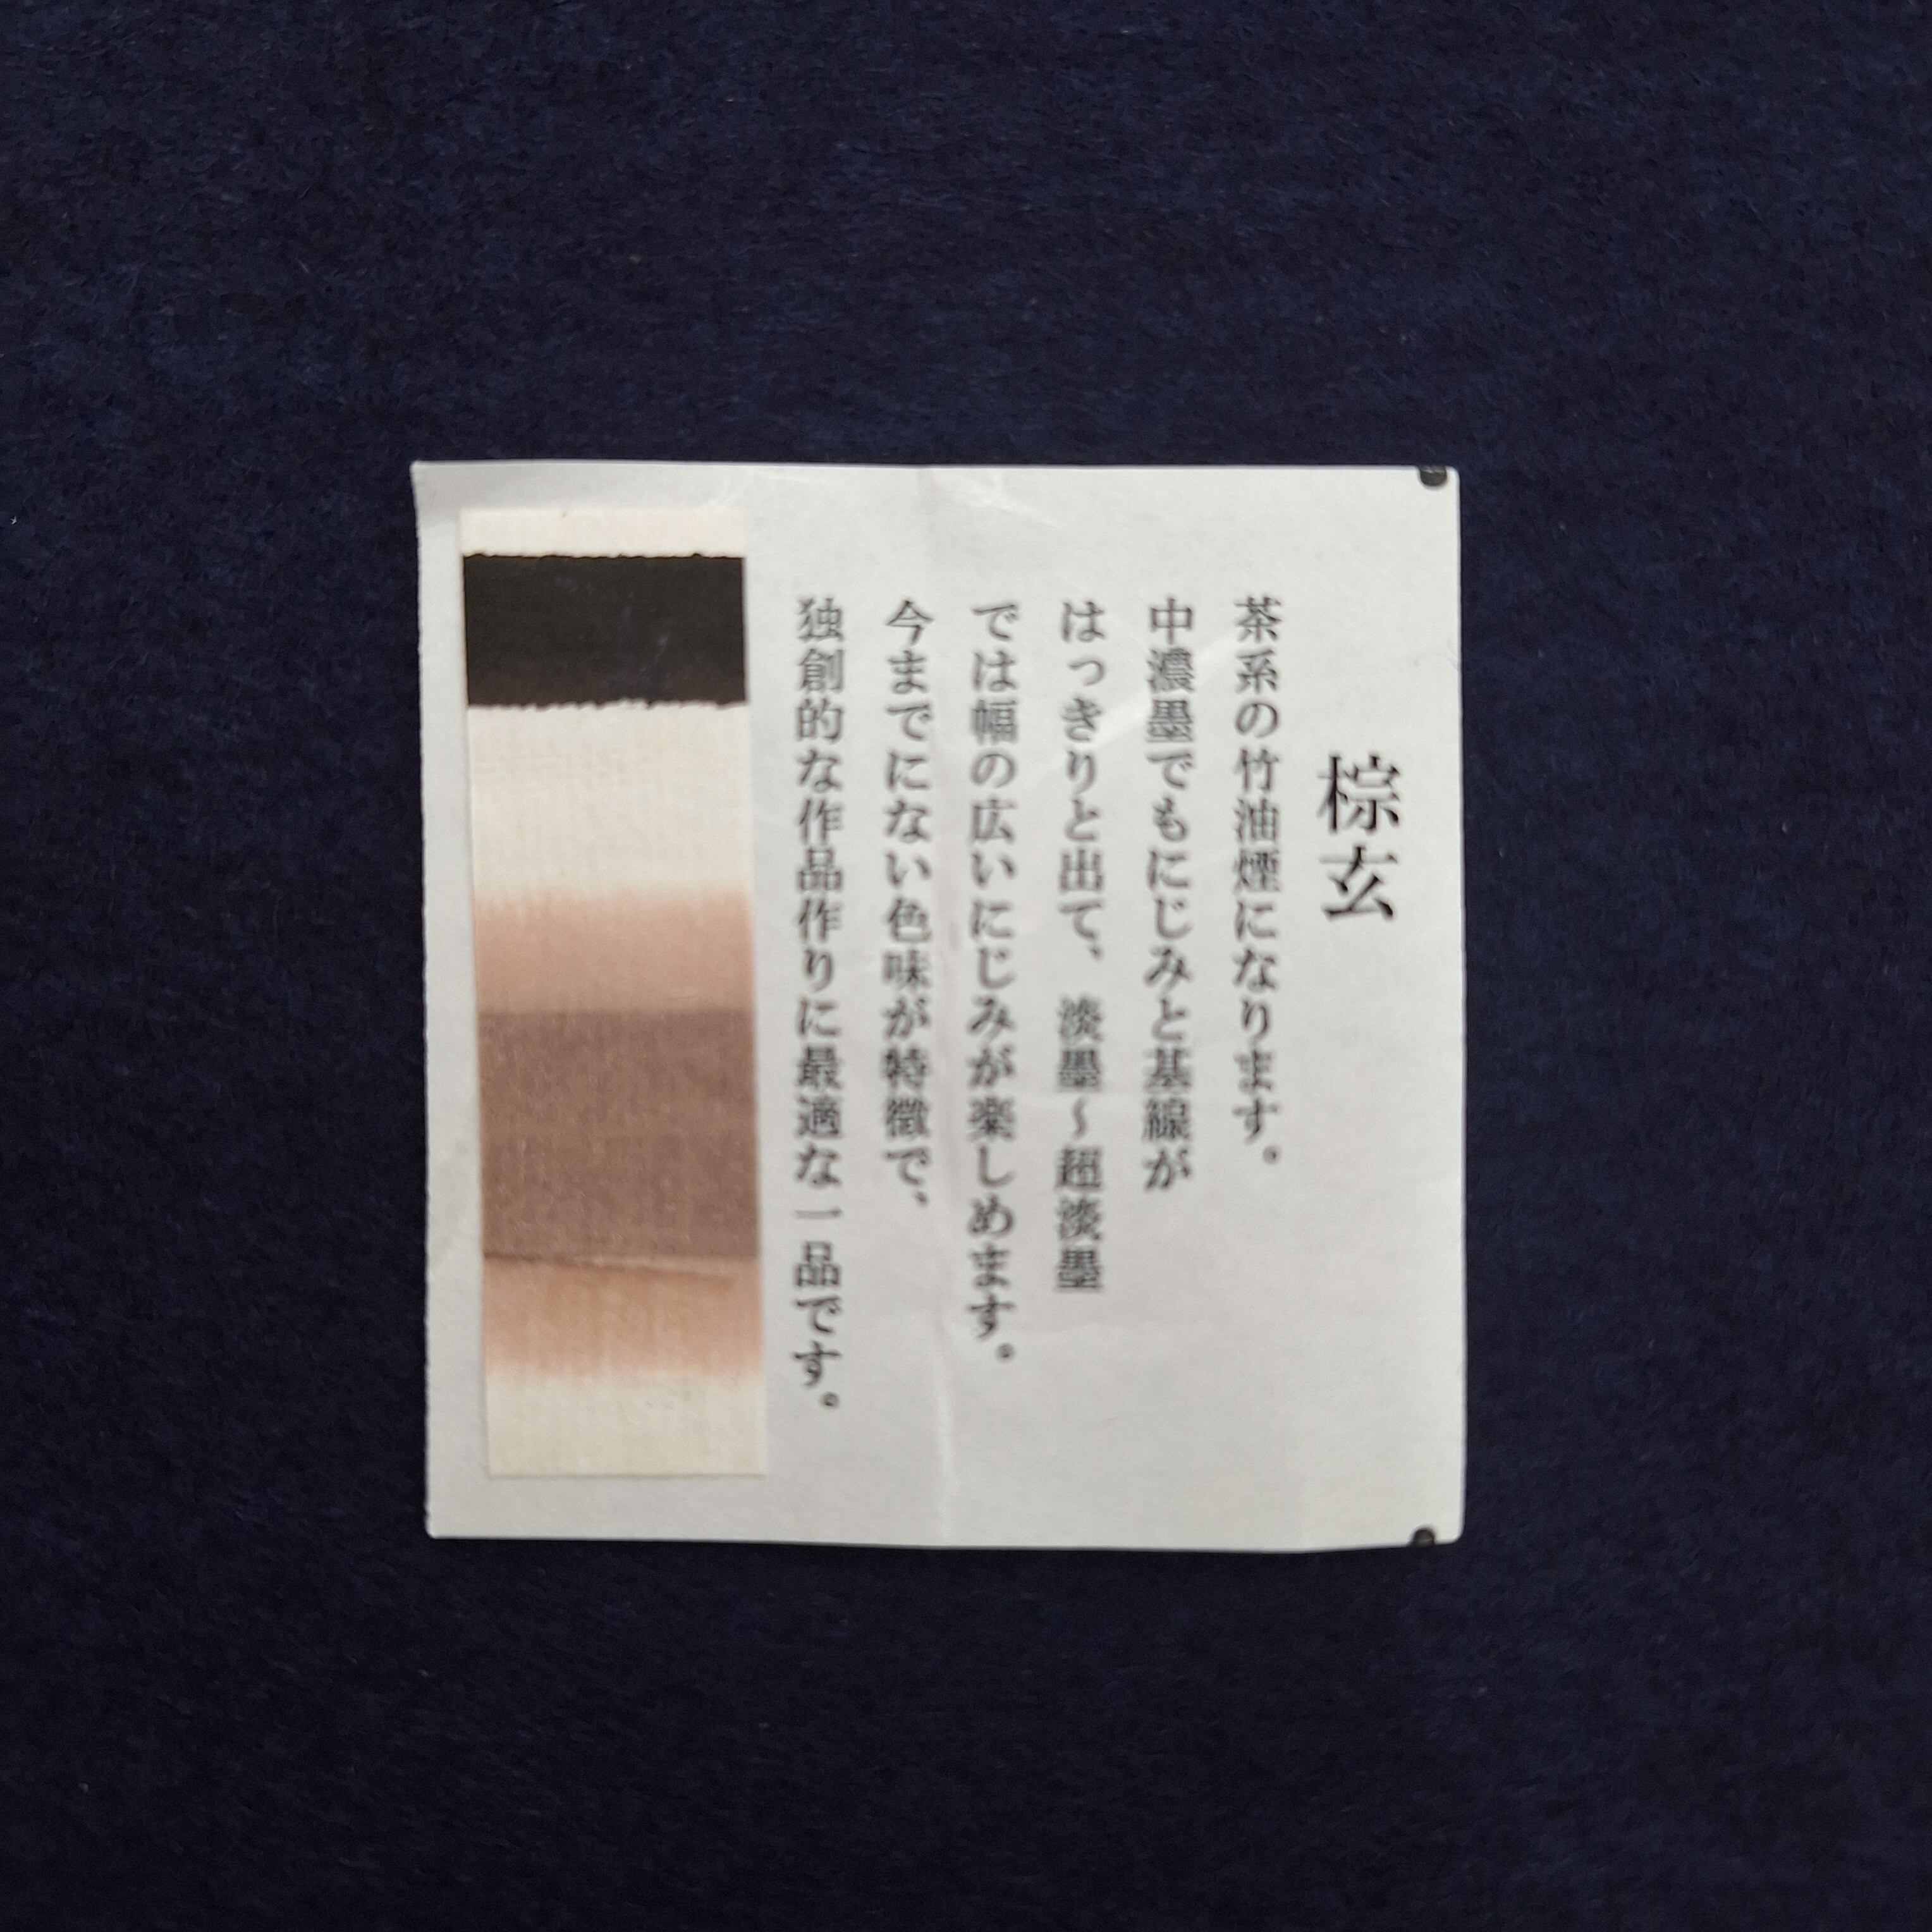 棕玄
茶系の竹油煙になります。
中濃墨でもにじみと基線が
はっきりと出て、淡墨～超淡墨
では幅の広いにじみが楽しめます。
今までにない色味が特徴で、
独創的な作品作りに最適な一品です。